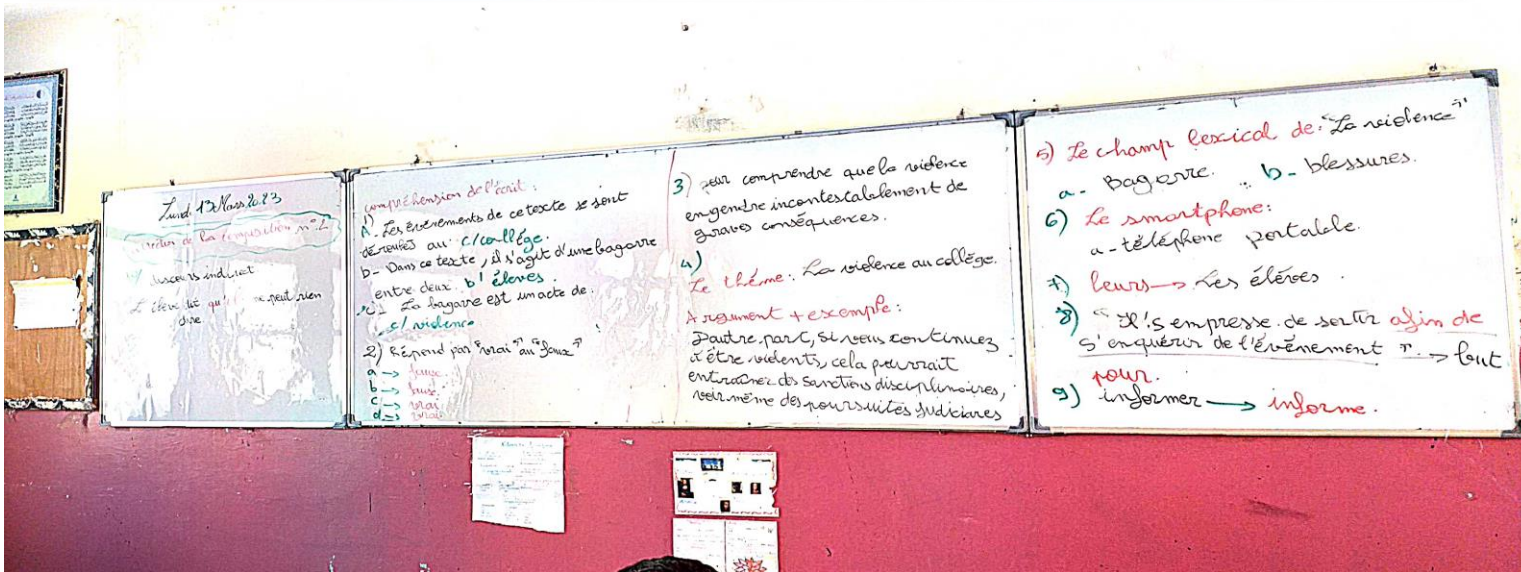 Lundi 13 Mars 2023
de la composition n°2
discours indirect
L'élève dit qu'il ne peut rien
dire.
compréhension de l'écrit :
1)
A - Les événements de ce texte se sont
déroulés au c/collége.
b - Dans ce texte, il s'agit d'une bagarre
entre deux b' élèves.
La bagarre est un acte de.
c/ violence
2) Répond par "vrai" au "faux"
a → faux
b → faux
c → vrai
d → vrai
3) pour comprendre que la violence
engendre incontestablement de
graves conséquences.
4)
Le thème : La violence au collège.
Argument + exemple :
D'autre part, si vous continuez
à être violents, cela pourrait
entraîner ds sanctions disciplinaires,
voir même des poursuites judiciares
5) Le champ lexical de : "La violence"
a - Bagarre. b - blessures.
6) Le smartphone :
a - téléphone portable.
7) leurs → Les élèves.
8) "Il s'empresse de sortir afin de
s'enquérir de l'événement". → but
pour.
9) informer → informe.